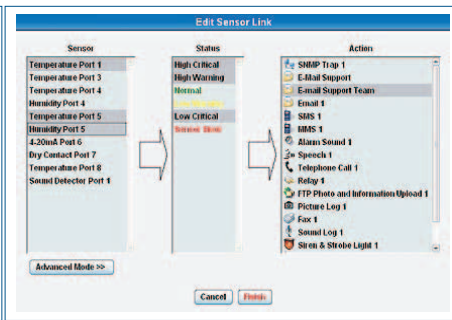 Edit Sensor Link
Sensor
Temperature Port 1
Temperature Port 3
Temperature Port 4
Humidity Port 4
Temperature Port 5
Humidity Port 5
4-20mA Port 6
Dry Contact Port 7
Temperature Port 8
Sound Detector Port 1
Advanced Mode >>
Status
High Critical
High Warning
Normal
Low Warning
Low Critical
Sensor Error
Action
SNMP Trap 1
E-Mail Support
E-mail Support Team
Email 1
SMS 1
MMS 1
Alarm Sound 1
Speech 1
Telephone Call 1
Relay 1
FTP Photo and Information Upload 1
Picture Log 1
Fax 1
Sound Log 1
Siren & Strobe Light 1
Cancel
Finish